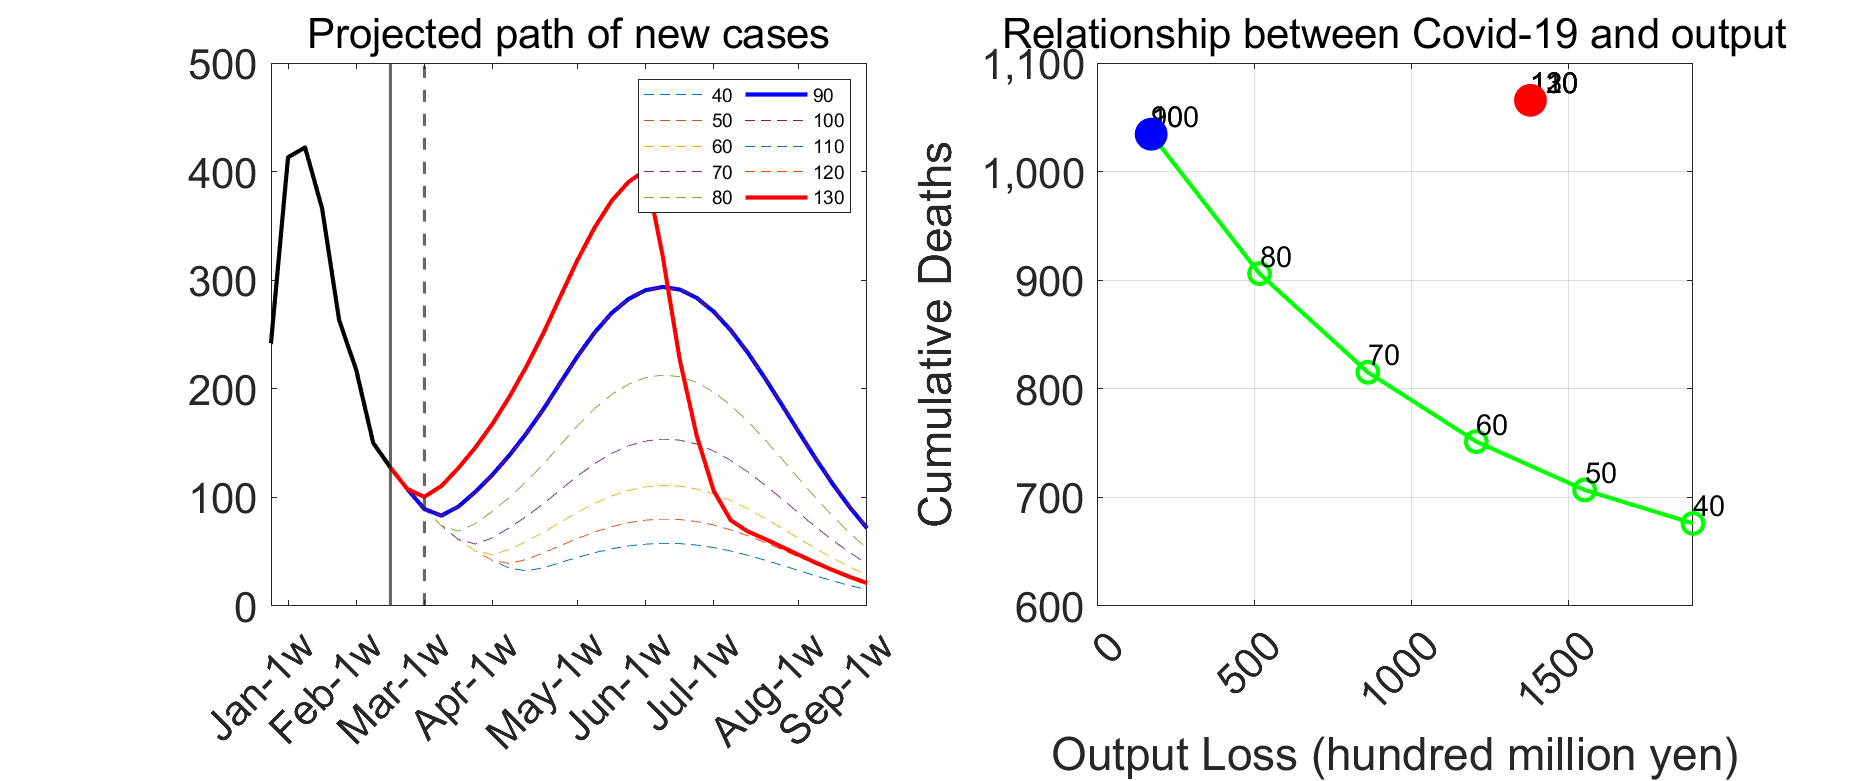 Projected path of new cases
500
400
300
200
100
0
40
50
60
70
80
90
100
110
120
130
Jan-1w
Feb-1w
Mar-1w
Apr-1w
May-1w
Jun-1w
Jul-1w
Aug-1w
Sep-1w
Relationship between Covid-19 and output
Cumulative Deaths
1,100
1,000
900
800
700
600
80
70
60
50
40
0
500
1000
1500
Output Loss (hundred million yen)